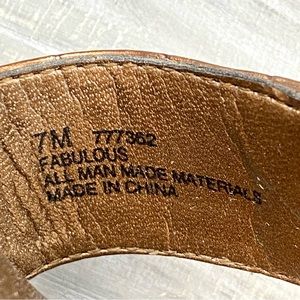 7M 777362
FABULOUS
ALL MAN MADE MATERIALS
MADE IN CHINA